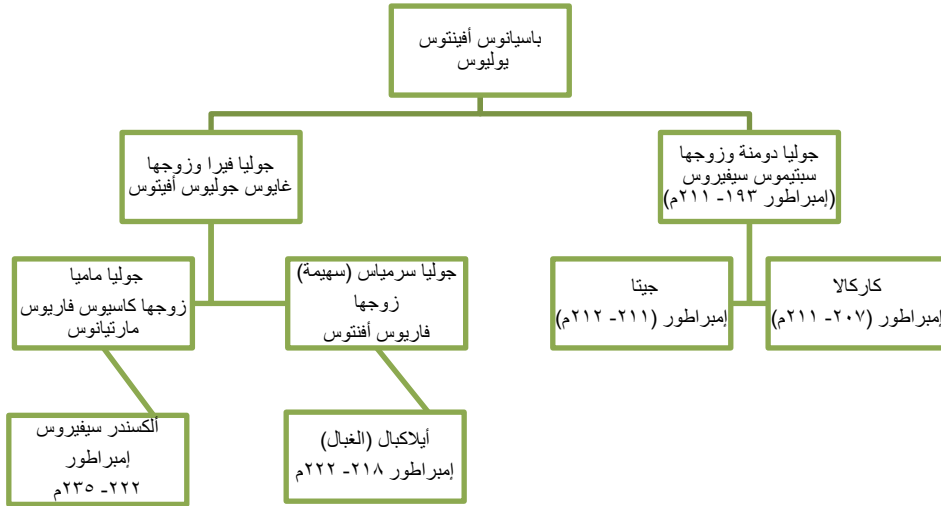 باسيانوس أفينتوس
يوليوس
جوليا دومنة وزوجها
سبتيموس سيفيروس
(إمبراطور ١٩٣- ٢١١م)
جوليا فيرا وزوجها
غايوس جوليوس أفيتوس
كاركالا
إمبراطور (٢٠٧- ٢١١م)
جيتا
إمبراطور (٢١١- ٢١٢م)
جوليا سرمياس (سهيمة)
زوجها
فاريوس أفنتوس
جوليا ماميا
زوجها كاسيوس فاريوس
مارتيانوس
أيلاكبال (الغبال)
إمبراطور ٢١٨- ٢٢٢م
ألكسندر سيفيروس
إمبراطور
٢٢٢- ٢٣٥م